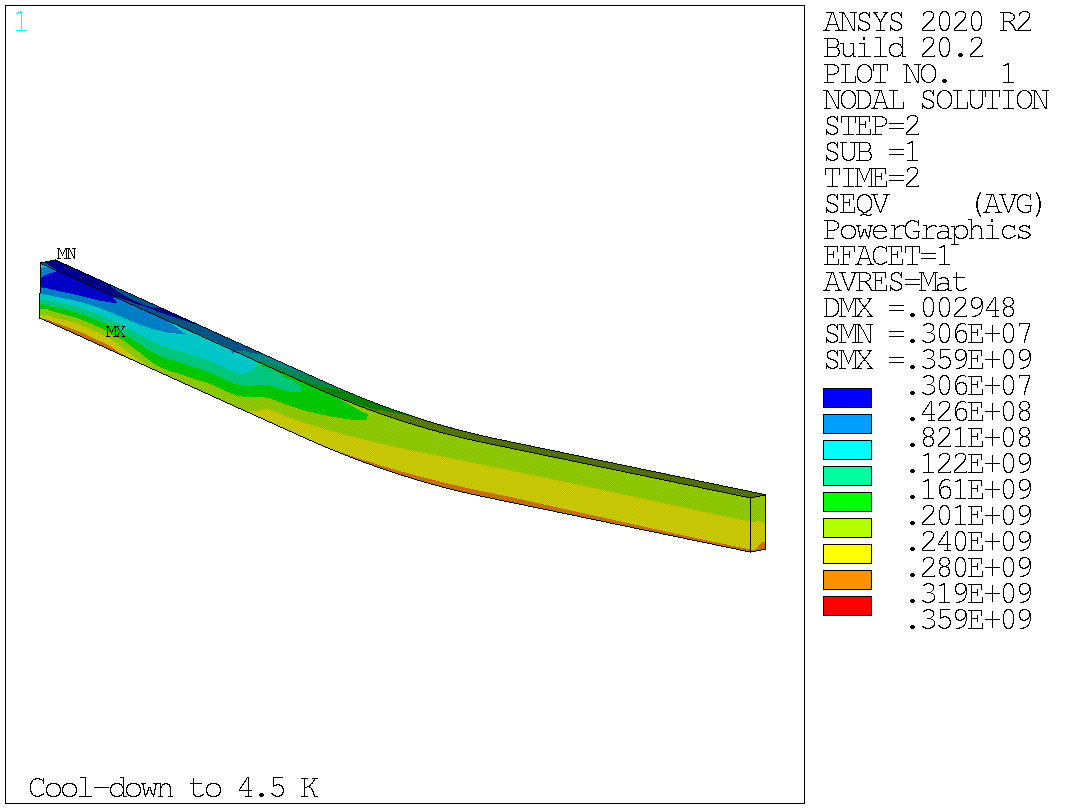 1
ANSYS 2020 R2
Build 20.2
PLOT NO. 1
NODAL SOLUTION
STEP=2
SUB =1
TIME=2
SEQV (AVG)
PowerGraphics
EFACET=1
AVRES=Mat
DMX =.002948
SMN =.306E+07
SMX =.359E+09
.306E+07
.426E+08
.821E+08
.122E+09
.161E+09
.201E+09
.240E+09
.280E+09
.319E+09
.359E+09
MN
MX
Cool-down to 4.5 K